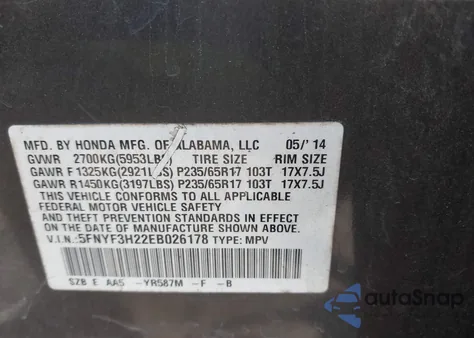 MFD. BY HONDA MFG. OF ALABAMA, LLC 05/'14
GVWR 2700KG(5953LBS) TIRE SIZE RIM SIZE
GAWR F 1325KG(2921LBS) P235/65R17 103T 17X7.5J
GAWR R 1450KG(3197LBS) P235/65R17 103T 17X7.5J
THIS VEHICLE CONFORMS TO ALL APPLICABLE
FEDERAL MOTOR VEHICLE SAFETY AND
THEFT PREVENTION STANDARDS IN EFFECT
ON THE DATE OF MANUFACTURE SHOWN ABOVE.
V.I.N.: 5FNYF3H22EB026178 TYPE: MPV
SZB E AA5 -YR587M -F -B
autoSnap